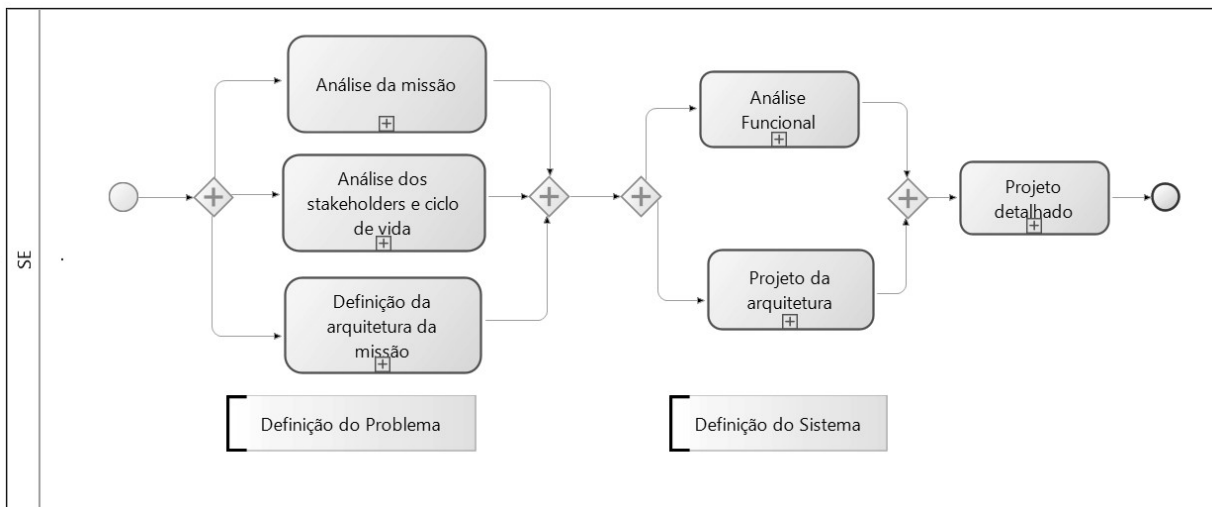 SE
Análise da missão
Análise dos
stakeholders e ciclo
de vida
Definição da
arquitetura da
missão
Definição do Problema
Análise
Funcional
Projeto da
arquitetura
Definição do Sistema
Projeto
detalhado